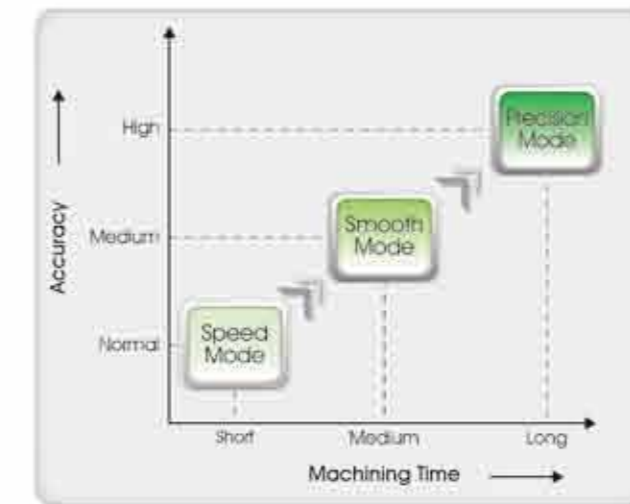 Accuracy
High
Medium
Normal
Precision
Mode
Smooth
Mode
Speed
Mode
Short
Medium
Long
Machining Time